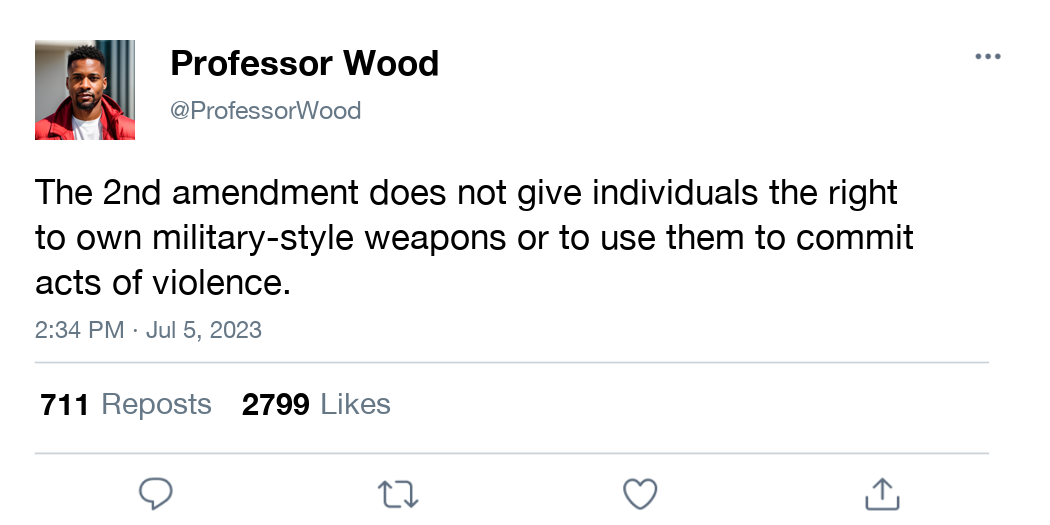 Professor Wood
@ProfessorWood
The 2nd amendment does not give individuals the right
to own military-style weapons or to use them to commit
acts of violence.
2:34 PM · Jul 5, 2023
711 Reposts 2799 Likes